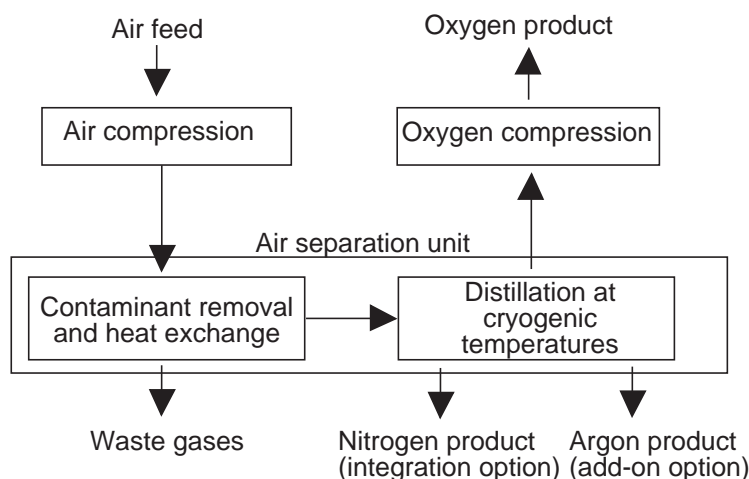 Air feed
Oxygen product
Air compression
Oxygen compression
Air separation unit
Contaminant removal
and heat exchange
Distillation at
cryogenic
temperatures
Waste gases
Nitrogen product
(integration option)
Argon product
(add-on option)